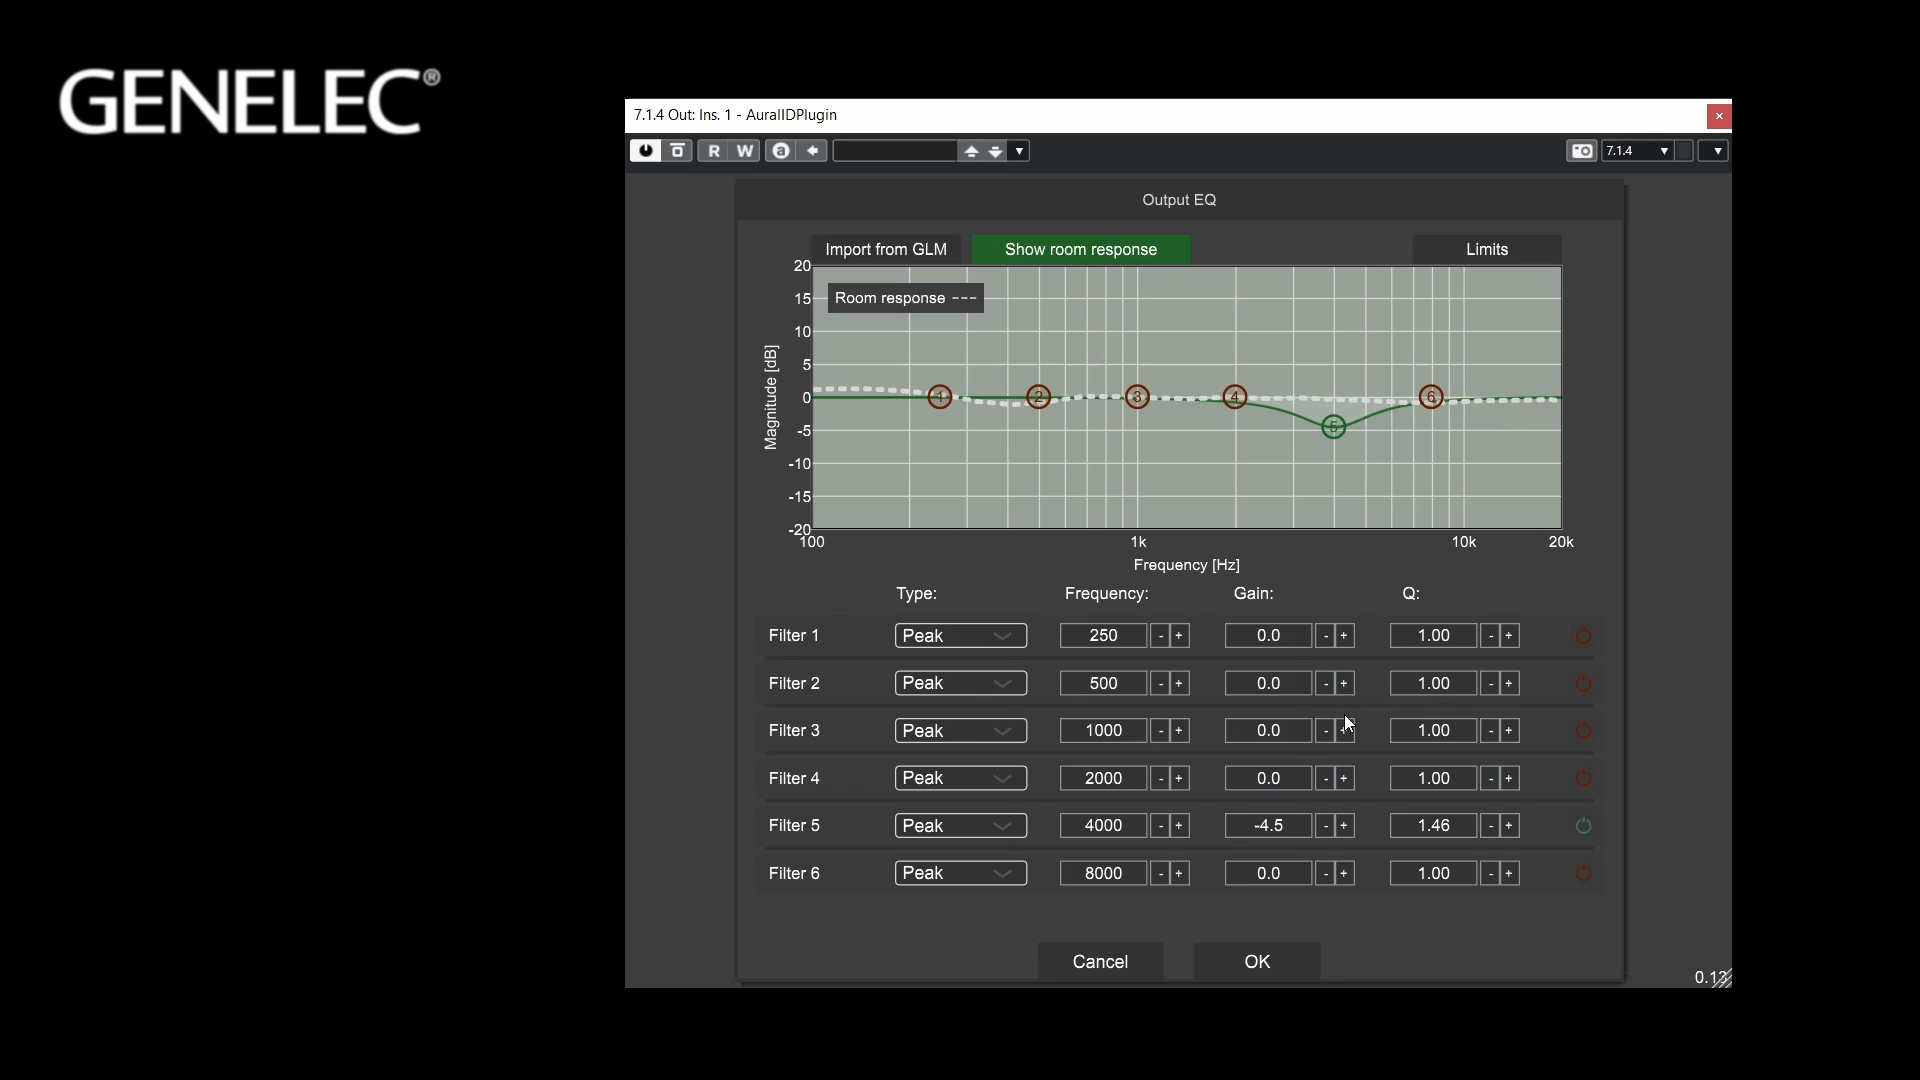 GENELEC®
7.1.4 Out: Ins. 1 - AuralIDPlugin
R W a 7.1.4
Output EQ
Import from GLM Show room response Limits
Room response ---
20
15
10
5
0
-5
-10
-15
-20
Magnitude [dB]
1 2 3 4 5 6
100 1k 10k 20k
Frequency [Hz]
Type: Frequency: Gain: Q:
Filter 1 Peak 250 - + 0.0 - + 1.00 - +
Filter 2 Peak 500 - + 0.0 - + 1.00 - +
Filter 3 Peak 1000 - + 0.0 - + 1.00 - +
Filter 4 Peak 2000 - + 0.0 - + 1.00 - +
Filter 5 Peak 4000 - + -4.5 - + 1.46 - +
Filter 6 Peak 8000 - + 0.0 - + 1.00 - +
Cancel OK